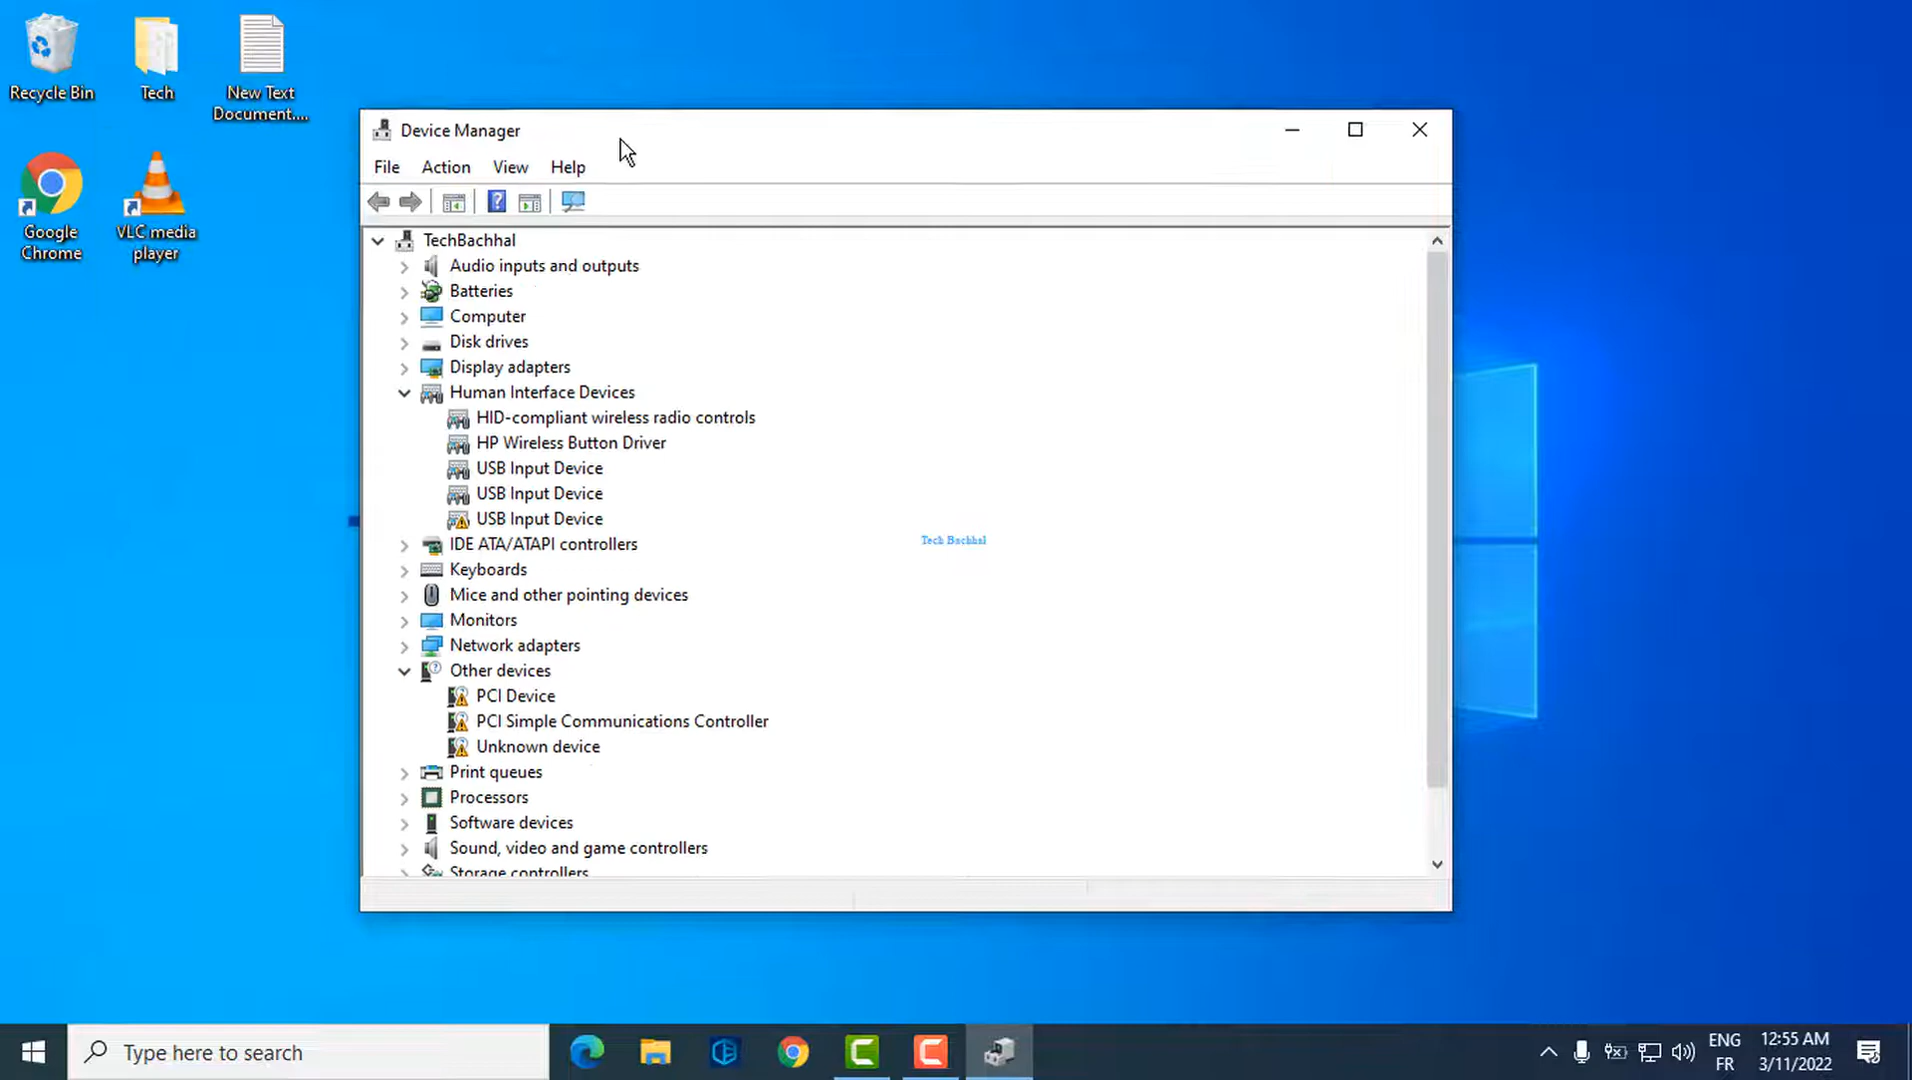 Recycle Bin
Tech
New Text
Document....
Google
Chrome
VLC media
player
Device Manager
File Action View Help
TechBachhal
Audio inputs and outputs
Batteries
Computer
Disk drives
Display adapters
Human Interface Devices
HID-compliant wireless radio controls
HP Wireless Button Driver
USB Input Device
USB Input Device
USB Input Device
IDE ATA/ATAPI controllers
Keyboards
Mice and other pointing devices
Monitors
Network adapters
Other devices
PCI Device
PCI Simple Communications Controller
Unknown device
Print queues
Processors
Software devices
Sound, video and game controllers
Storage controllers
Tech Bachhal
Type here to search
ENG
FR
12:55 AM
3/11/2022